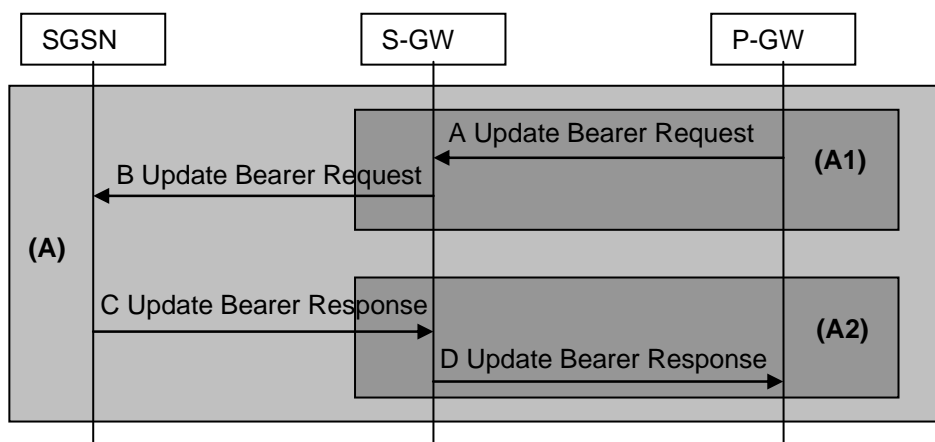 SGSN
S-GW
P-GW
A Update Bearer Request
(A1)
B Update Bearer Request
(A)
C Update Bearer Response
(A2)
D Update Bearer Response